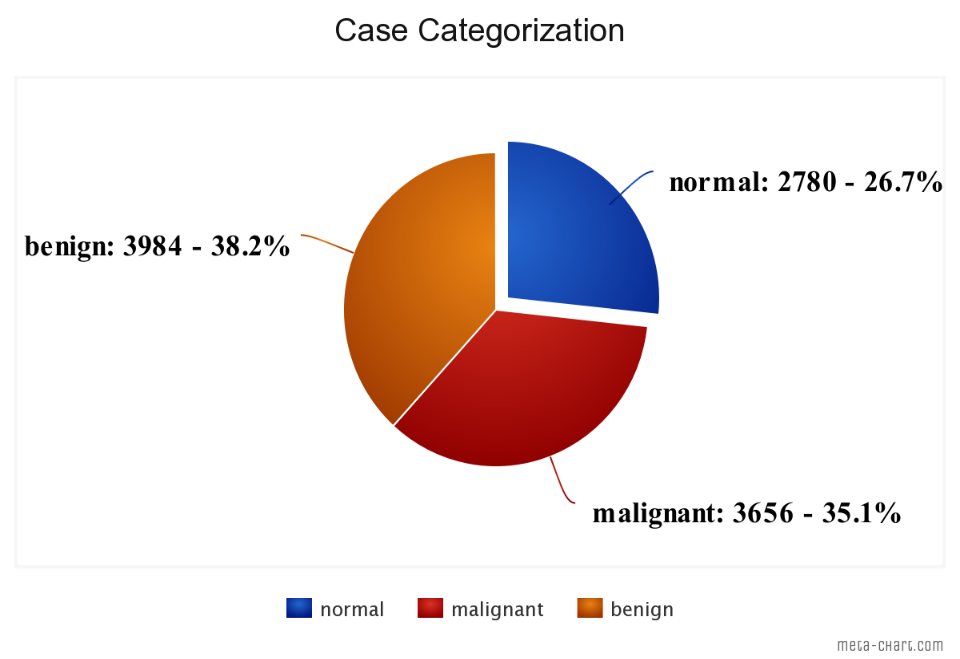 Case Categorization
normal: 2780 - 26.7%
benign: 3984 - 38.2%
malignant: 3656 - 35.1%
normal malignant benign
meta-chart.com